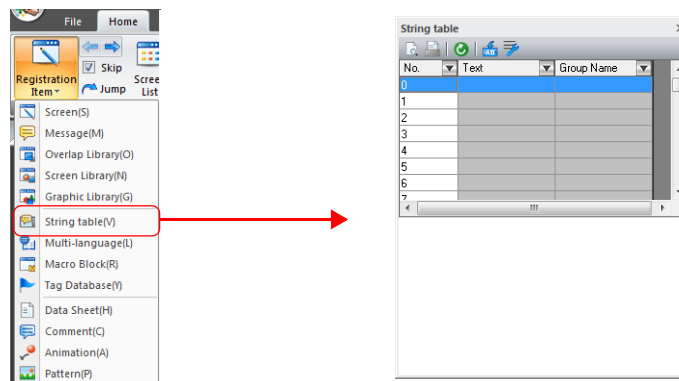 File Home
Registration Item
Skip
Jump
Scree
List
Screen(S)
Message(M)
Overlap Library(O)
Screen Library(N)
Graphic Library(G)
String table(V)
Multi-language(L)
Macro Block(R)
Tag Database(Y)
Data Sheet(H)
Comment(C)
Animation(A)
Pattern(P)
String table
No. Text Group Name
0
1
2
3
4
5
6
7